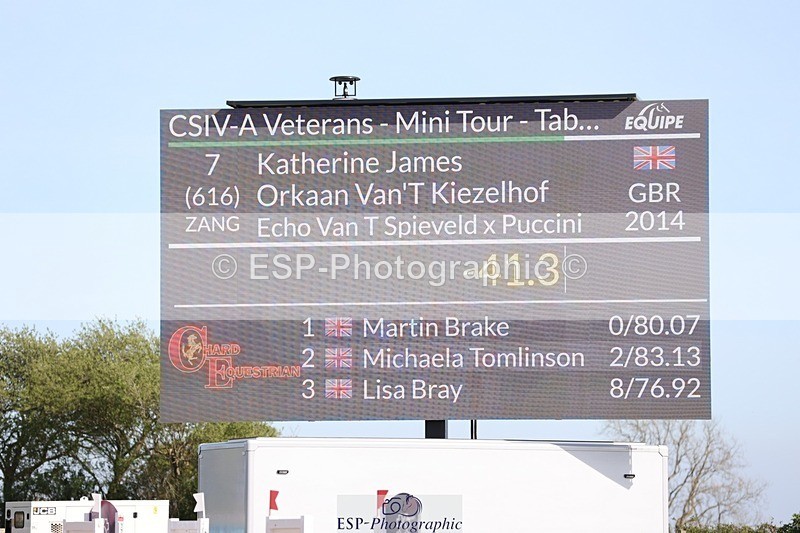 CSIV-A Veterans - Mini Tour - Tab...
EQUIPE
7 Katherine James
(616) Orkaan Van'T Kiezelhof GBR
ZANG Echo Van T Spieveld x Puccini 2014
41.3
© ESP-Photographic ©
1 Martin Brake 0/80.07
2 Michaela Tomlinson 2/83.13
3 Lisa Bray 8/76.92
CHARD
EQUESTRIAN
JCB
ESP-Photographic